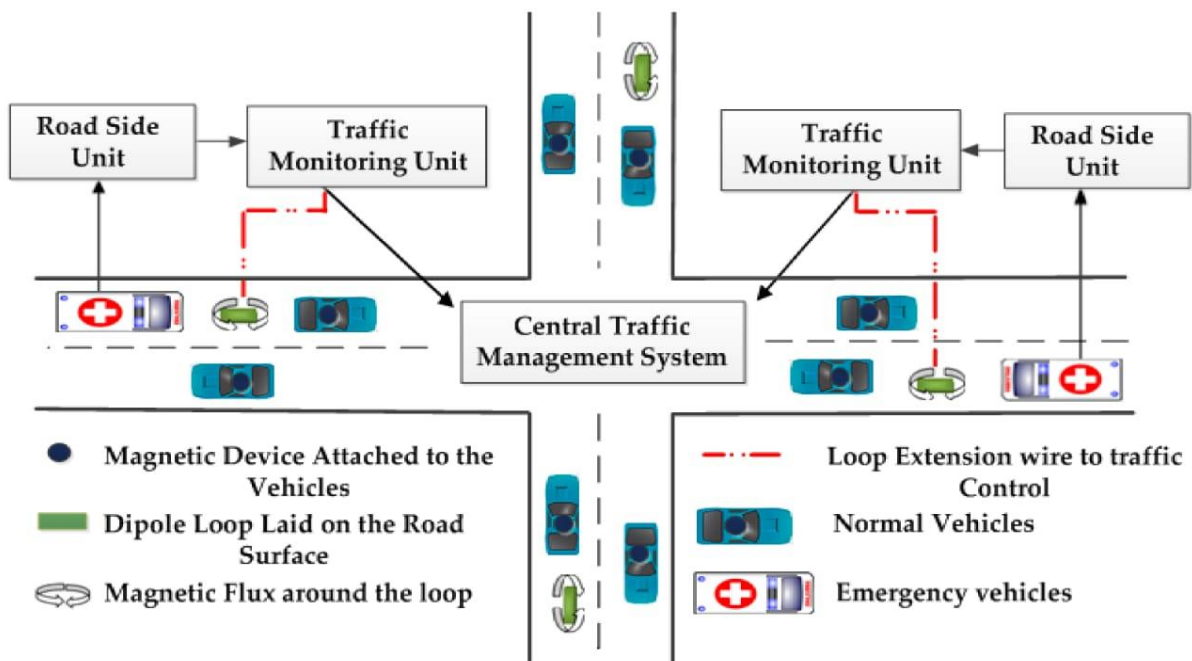 Road Side
Unit
Traffic
Monitoring Unit
Traffic
Monitoring Unit
Road Side
Unit
Central Traffic
Management System
Magnetic Device Attached to the
Vehicles
Dipole Loop Laid on the Road
Surface
Magnetic Flux around the loop
Loop Extension wire to traffic
Control
Normal Vehicles
Emergency vehicles